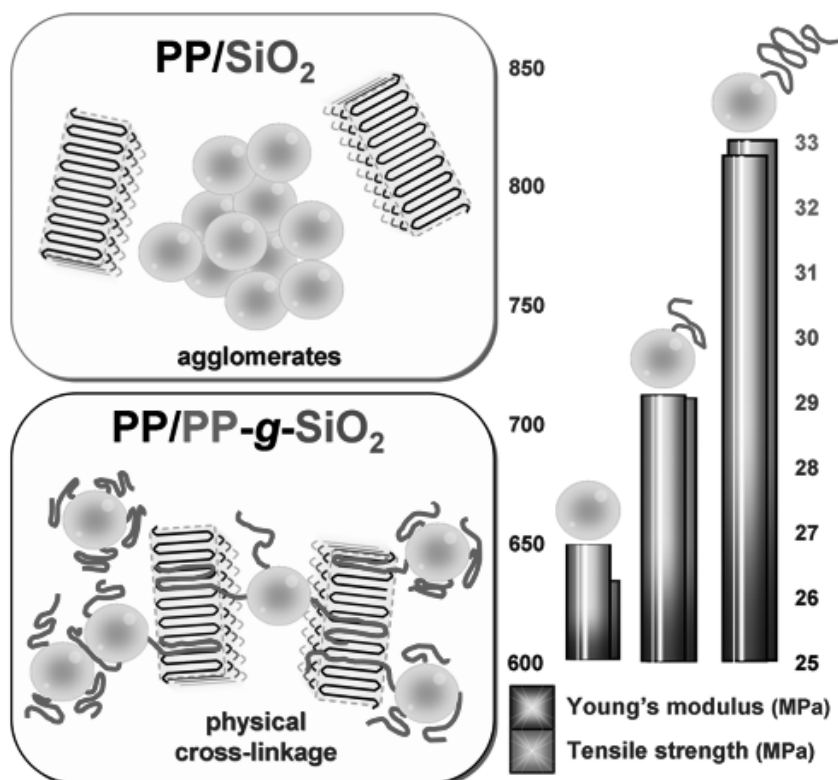 PP/SiO₂
agglomerates
PP/PP-g-SiO₂
physical
cross-linkage
850
800
750
700
650
600
33
32
31
30
29
28
27
26
25
Young's modulus (MPa)
Tensile strength (MPa)